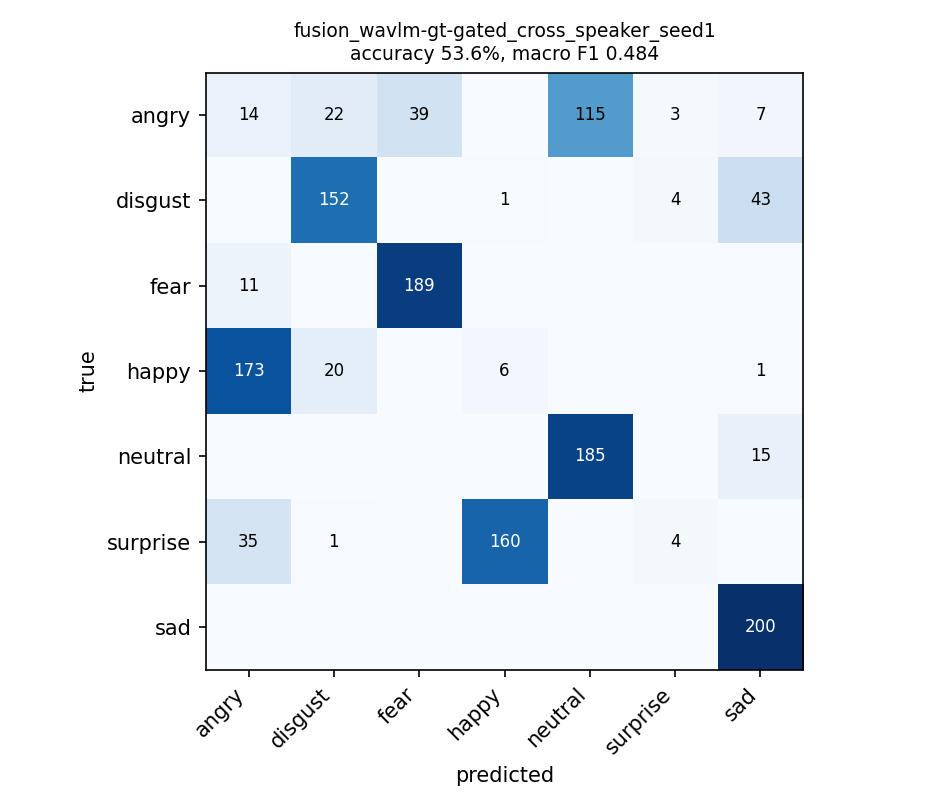 fusion_wavlm-gt-gated_cross_speaker_seed1
accuracy 53.6%, macro F1 0.484
true
angry 14 22 39 115 3 7
disgust 152 1 4 43
fear 11 189
happy 173 20 6 1
neutral 185 15
surprise 35 1 160 4
sad 200
angry disgust fear happy neutral surprise sad
predicted